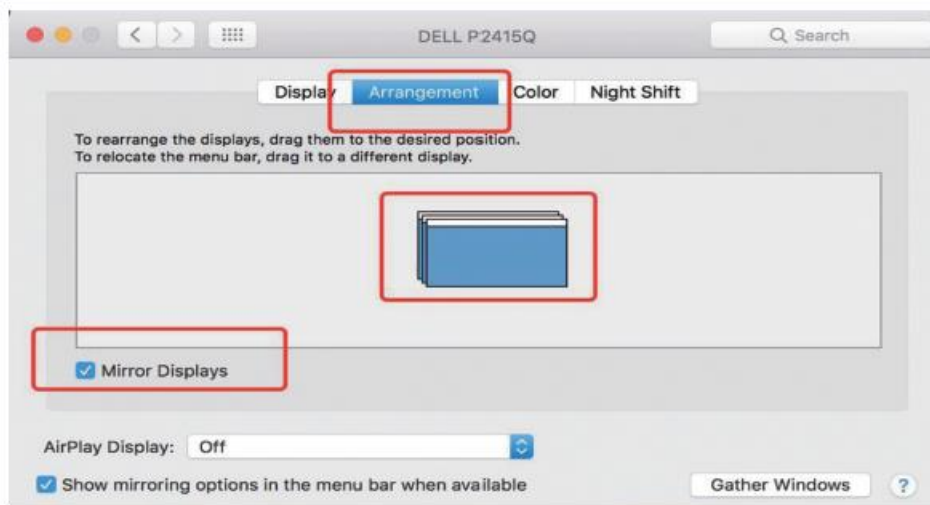 DELL P2415Q
Search
Display Arrangement Color Night Shift
To rearrange the displays, drag them to the desired position.
To relocate the menu bar, drag it to a different display.
Mirror Displays
AirPlay Display: Off
Show mirroring options in the menu bar when available
Gather Windows ?